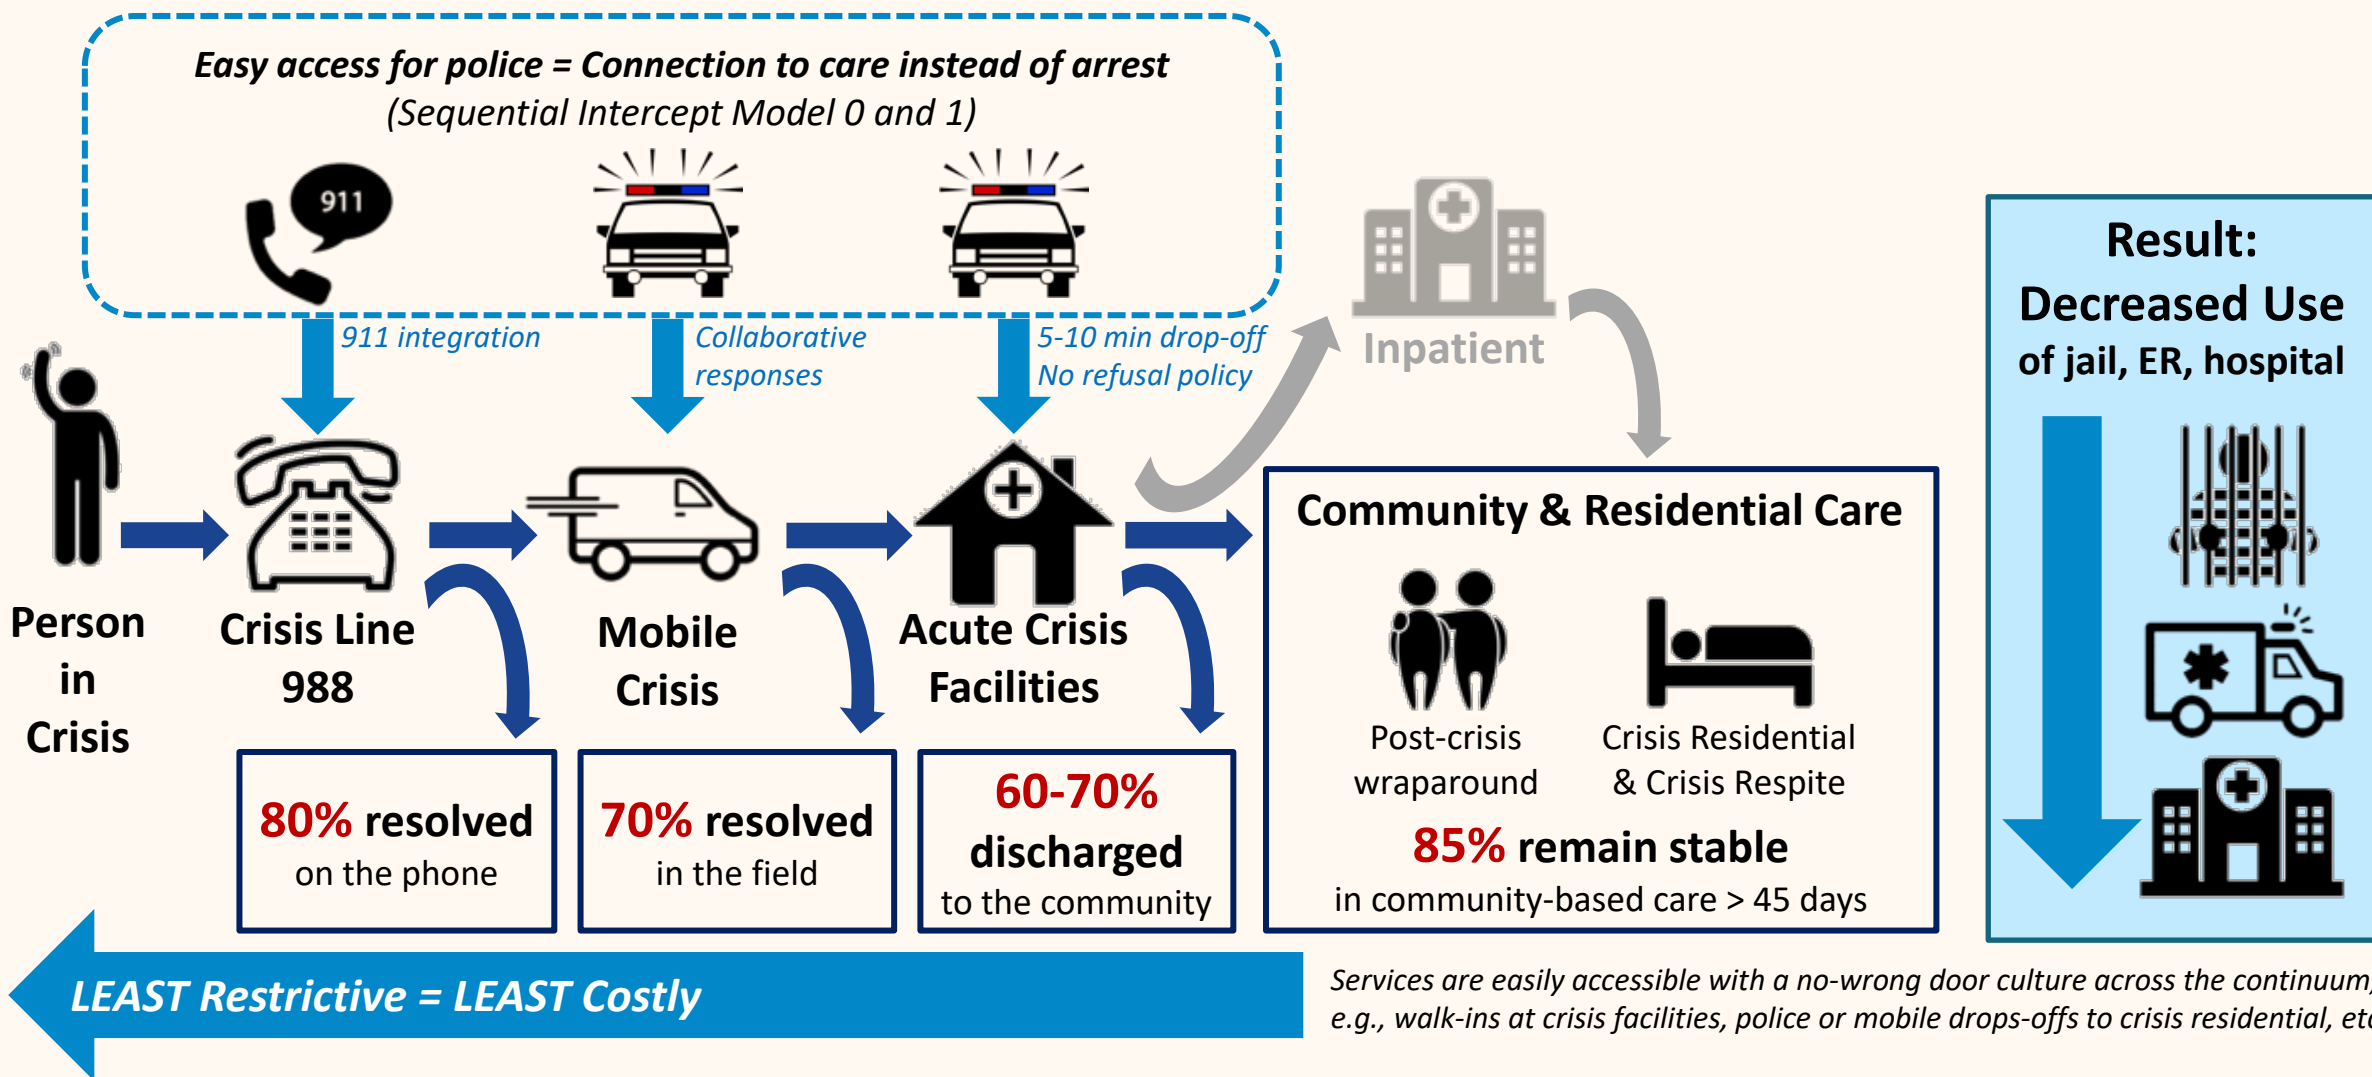 Easy access for police = Connection to care instead of arrest
(Sequential Intercept Model 0 and 1)
911
911 integration
Collaborative
responses
5-10 min drop-off
No refusal policy
Inpatient
Person
in
Crisis
Crisis Line
988
Mobile
Crisis
Acute Crisis
Facilities
80% resolved
on the phone
70% resolved
in the field
60-70%
discharged
to the community
Community & Residential Care
Post-crisis
wraparound
Crisis Residential
& Crisis Respite
85% remain stable
in community-based care > 45 days
Result:
Decreased Use
of jail, ER, hospital
LEAST Restrictive = LEAST Costly
Services are easily accessible with a no-wrong door culture across the continuum,
e.g., walk-ins at crisis facilities, police or mobile drops-offs to crisis residential, etc